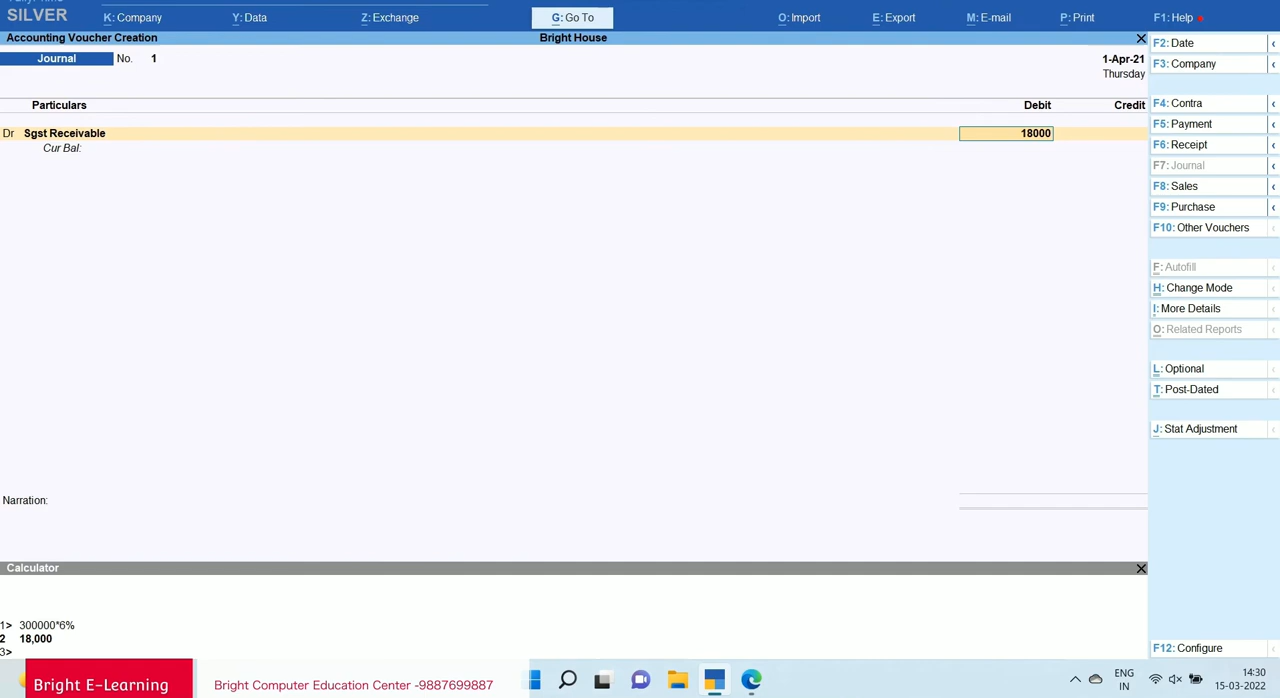 SILVER
K: Company
Y: Data
Z: Exchange
G: Go To
O: Import
E: Export
M: E-mail
P: Print
F1: Help
Accounting Voucher Creation
Bright House
Journal No. 1
1-Apr-21
Thursday
Particulars Debit Credit
Dr Sgst Receivable 18000
Cur Bal:
Narration:
F2: Date
F3: Company
F4: Contra
F5: Payment
F6: Receipt
F7: Journal
F8: Sales
F9: Purchase
F10: Other Vouchers
F: Autofill
H: Change Mode
I: More Details
O: Related Reports
L: Optional
T: Post-Dated
J: Stat Adjustment
F12: Configure
Calculator
1> 300000*6%
2 18,000
3>
Bright E-Learning
Bright Computer Education Center -9887699887
ENG
IN
14:30
15-03-2022